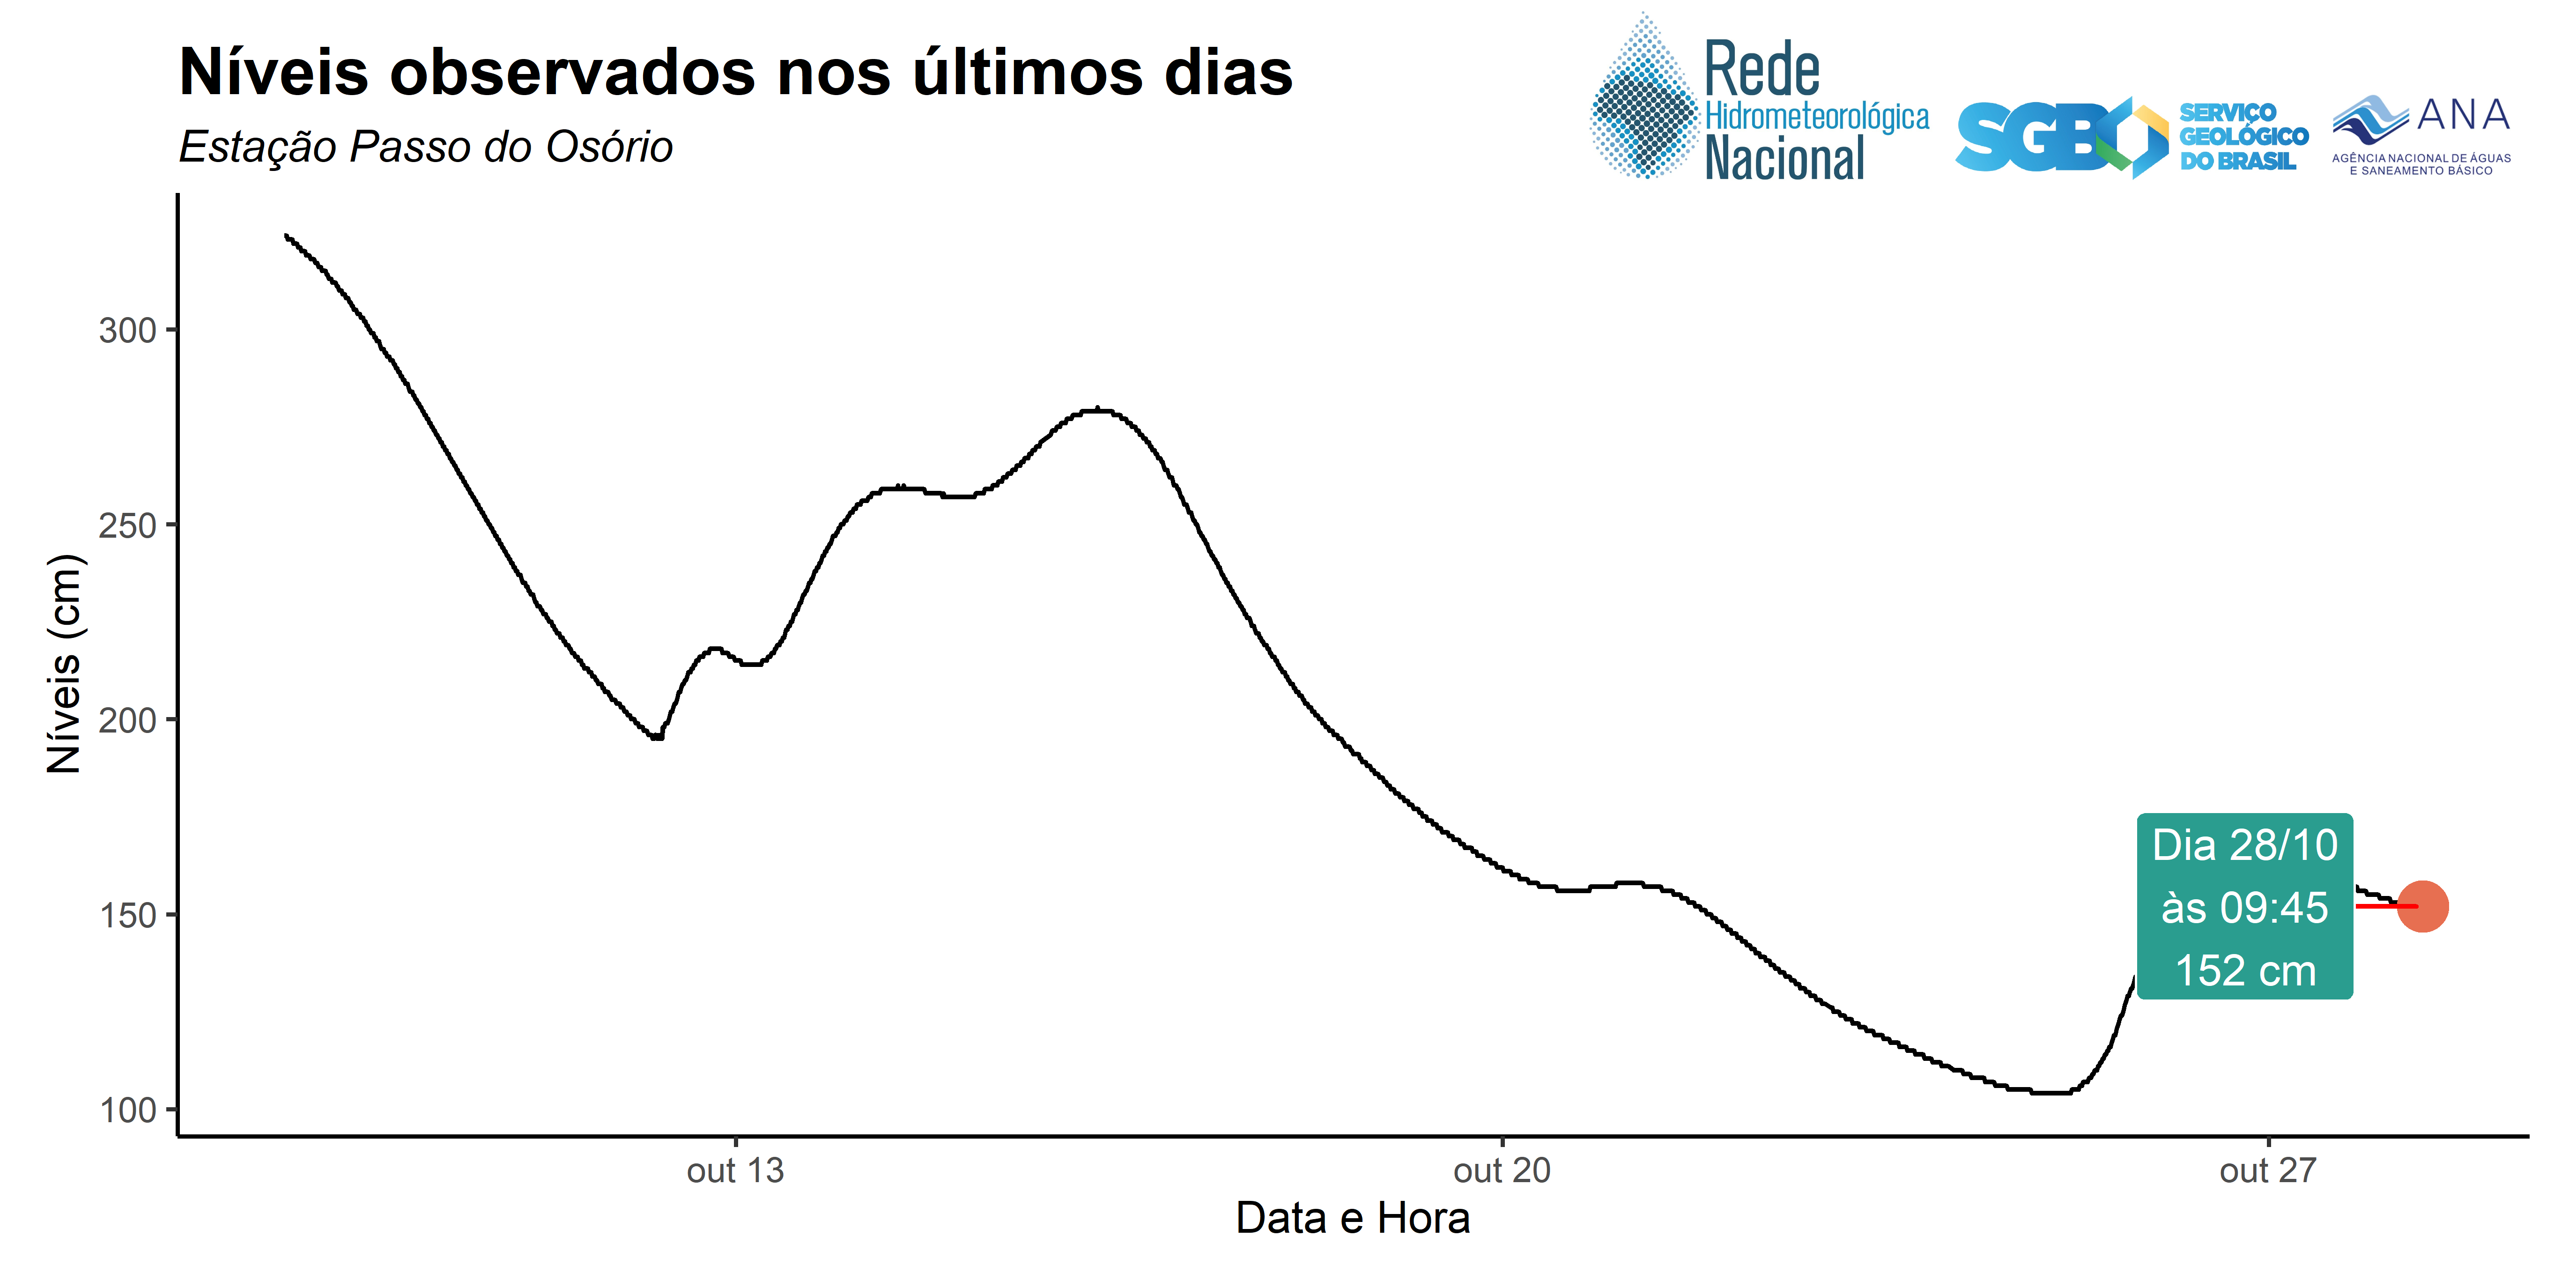 Níveis observados nos últimos dias
Estação Passo do Osório
Rede
Hidrometeorológica
Nacional
SGB
SERVIÇO
GEOLÓGICO
DO BRASIL
ANA
AGÊNCIA NACIONAL DE ÁGUAS
E SANEAMENTO BÁSICO
Níveis (cm)
300
250
200
150
100
Dia 28/10
às 09:45
152 cm
out 13
out 20
out 27
Data e Hora